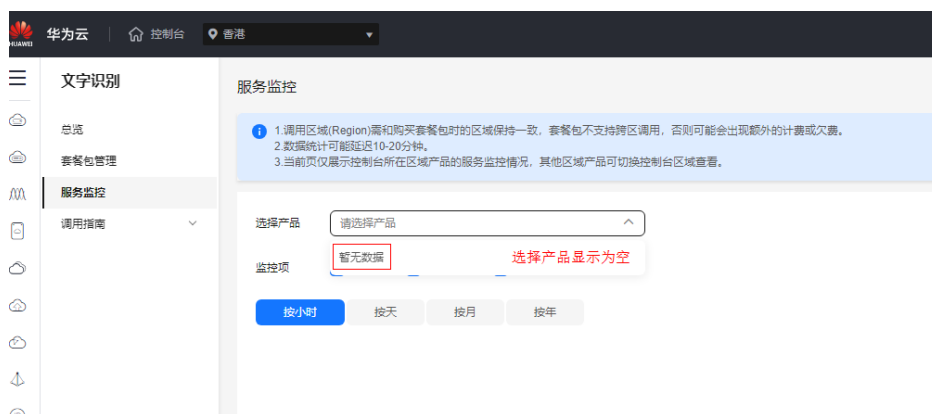 HUAWEI 华为云 控制台 香港
文字识别
总览
套餐包管理
服务监控
调用指南
服务监控
1.调用区域(Region)需和购买套餐包时的区域保持一致，套餐包不支持跨区调用，否则可能会出现额外的计费或欠费。
2.数据统计可能延迟10-20分钟。
3.当前页仅展示控制台所在区域产品的服务监控情况，其他区域产品可切换控制台区域查看。
选择产品 请选择产品
暂无数据 选择产品显示为空
监控项
按小时 按天 按月 按年